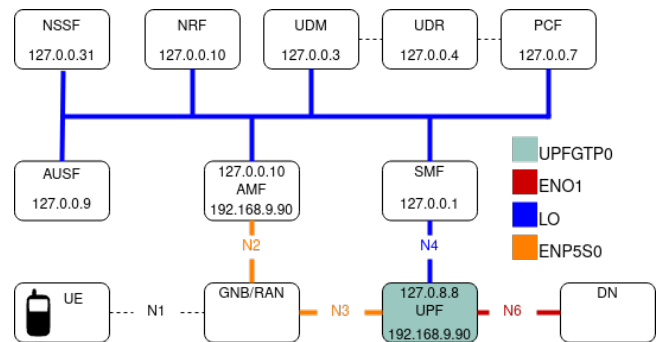 NSSF
127.0.0.31
NRF
127.0.0.10
UDM
127.0.0.3
UDR
127.0.0.4
PCF
127.0.0.7
AUSF
127.0.0.9
127.0.0.10
AMF
192.168.9.90
SMF
127.0.0.1
UPFGTP0
ENO1
LO
ENP5S0
N2
N4
UE
N1
GNB/RAN
N3
127.0.8.8
UPF
192.168.9.90
N6
DN